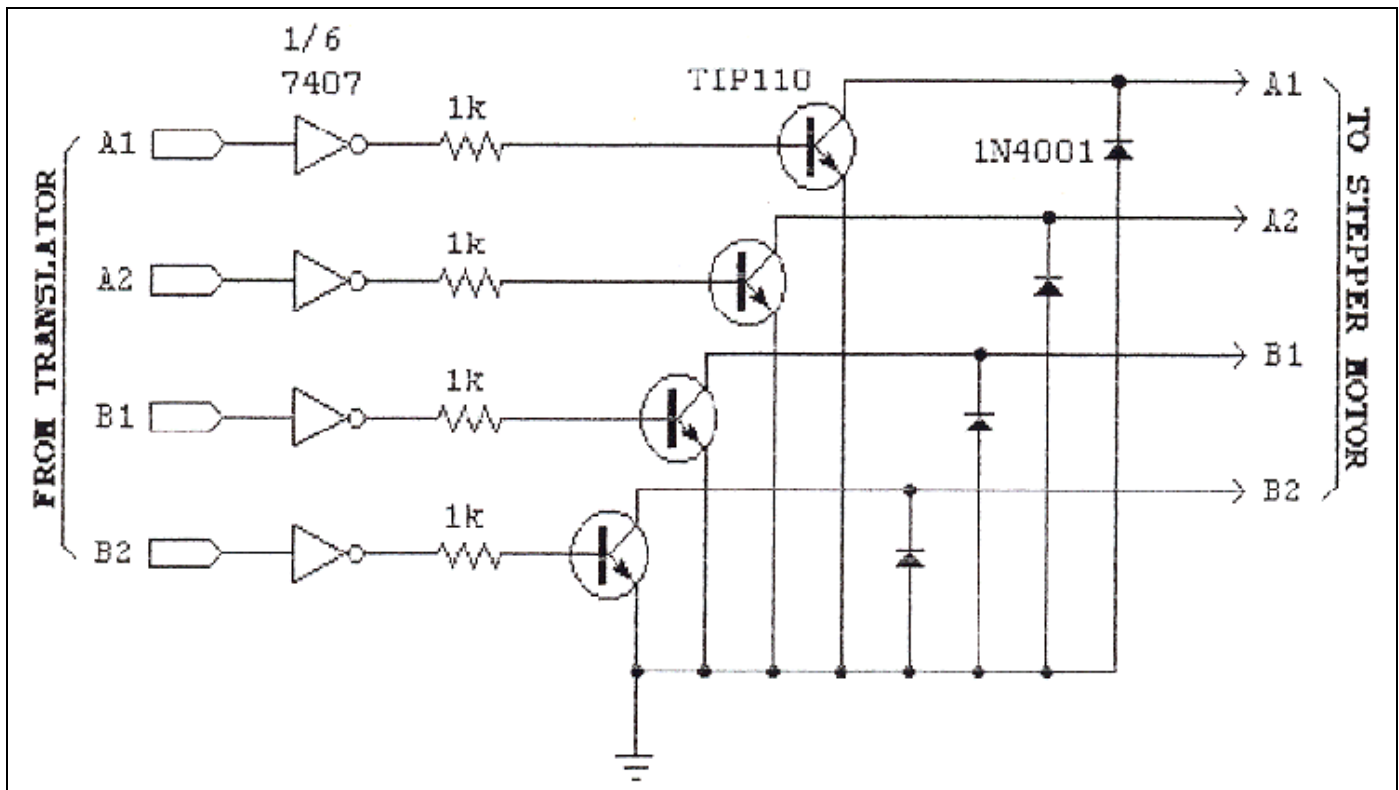 1/6
7407
TIP110
A1
1k
A1
1N4001
A2
1k
A2
B1
1k
B1
B2
1k
B2
FROM TRANSLATOR
TO STEPPER MOTOR